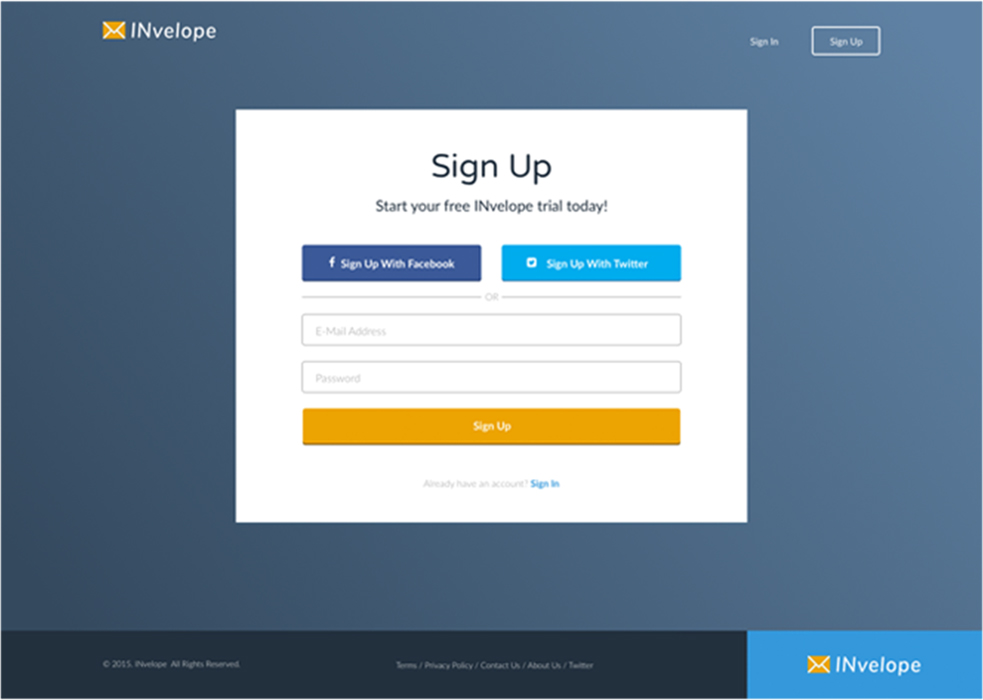 INvelope
Sign In
Sign Up
Sign Up
Start your free INvelope trial today!
f Sign Up With Facebook
Sign Up With Twitter
OR
E-Mail Address
Password
Sign Up
Already have an account? Sign In
© 2015. INvelope All Rights Reserved.
Terms / Privacy Policy / Contact Us / About Us / Twitter
INvelope